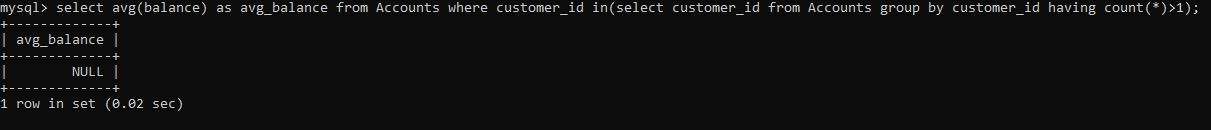 mysql> select avg(balance) as avg_balance from Accounts where customer_id in(select customer_id from Accounts group by customer_id having count(*)>1);
+-------------+
| avg_balance |
+-------------+
|        NULL |
+-------------+
1 row in set (0.02 sec)